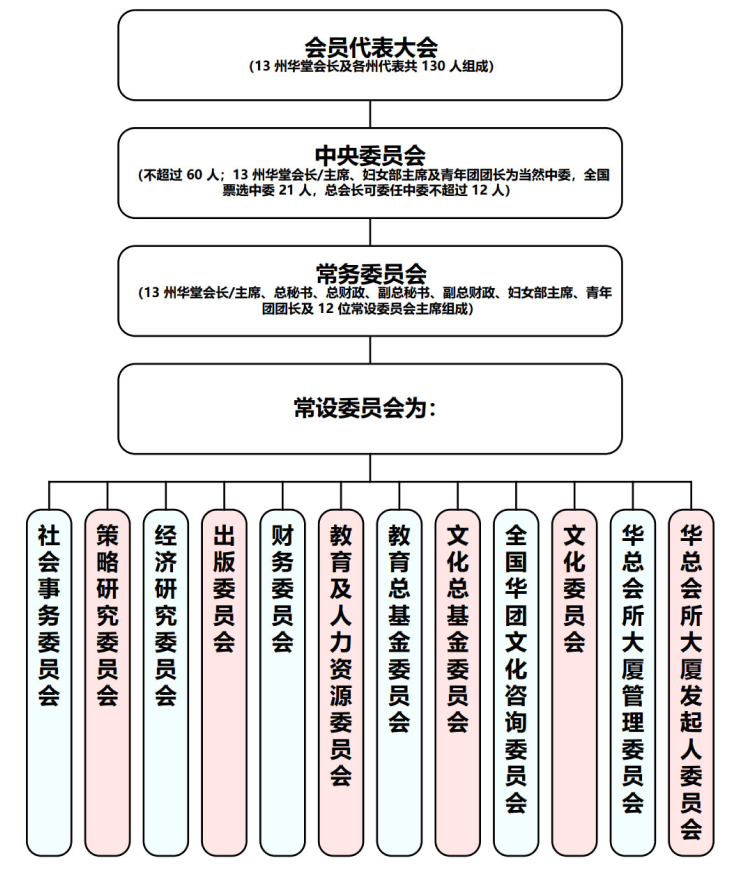 会员代表大会
（13 州华堂会长及各州代表共 130 人组成）
中央委员会
（不超过 60 人；13 州华堂会长/主席、妇女部主席及青年团团长为当然中委，全国
票选中委 21 人，总会长可委任中委不超过 12 人）
常务委员会
（13 州华堂会长/主席、总秘书、总财政、副总秘书、副总财政、妇女部主席、青年
团团长及 12 位常设委员会主席组成）
常设委员会为：
社会事务委员会
策略研究委员会
经济研究委员会
出版委员会
财务委员会
教育及人力资源委员会
教育总基金委员会
文化总基金委员会
全国华团文化咨询委员会
文化委员会
华总会所大厦管理委员会
华总会所大厦发起人委员会